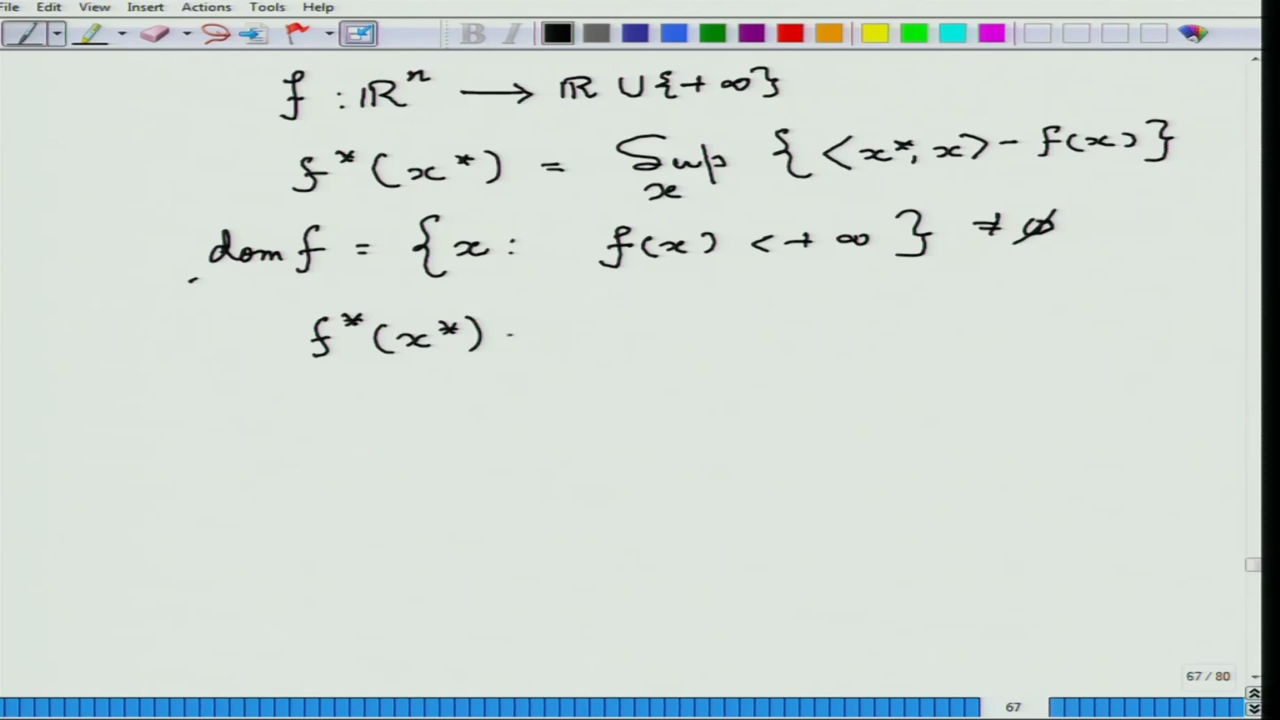 File Edit View Insert Actions Tools Help
B I
f : ℝⁿ ⟶ ℝ ∪ {+ ∞}
f*(x*) = Sup_x { <x*, x> - f(x) }
dom f = { x : f(x) < + ∞ } ≠ ∅
f*(x*) -
67 / 80
67